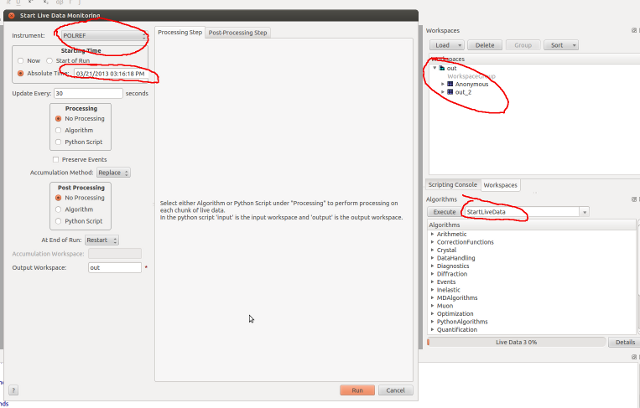 Start Live Data Monitoring
Instrument: POLREF
Starting Time
Now Start of Run
Absolute Time: 03/21/2013 03:16:18 PM
Update Every: 30 seconds
Processing
No Processing
Algorithm
Python Script
Preserve Events
Accumulation Method: Replace
Post Processing
No Processing
Algorithm
Python Script
At End of Run: Restart
Accumulation Workspace:
Output Workspace: out *
Processing Step Post-Processing Step
Select either Algorithm or Python Script under "Processing" to perform processing on
each chunk of live data.
In the python script 'input' is the input workspace and 'output' is the output workspace.
? Run Cancel
Workspaces
Load Delete Group Sort
Workspaces
out
WorkspaceGroup
Anonymous
out_2
Scripting Console Workspaces
Algorithms
Execute StartLiveData
Algorithms
Arithmetic
CorrectionFunctions
Crystal
DataHandling
Diagnostics
Diffraction
Events
Inelastic
MDAlgorithms
Muon
Optimization
PythonAlgorithms
Quantification
Live Data 3 0% Details